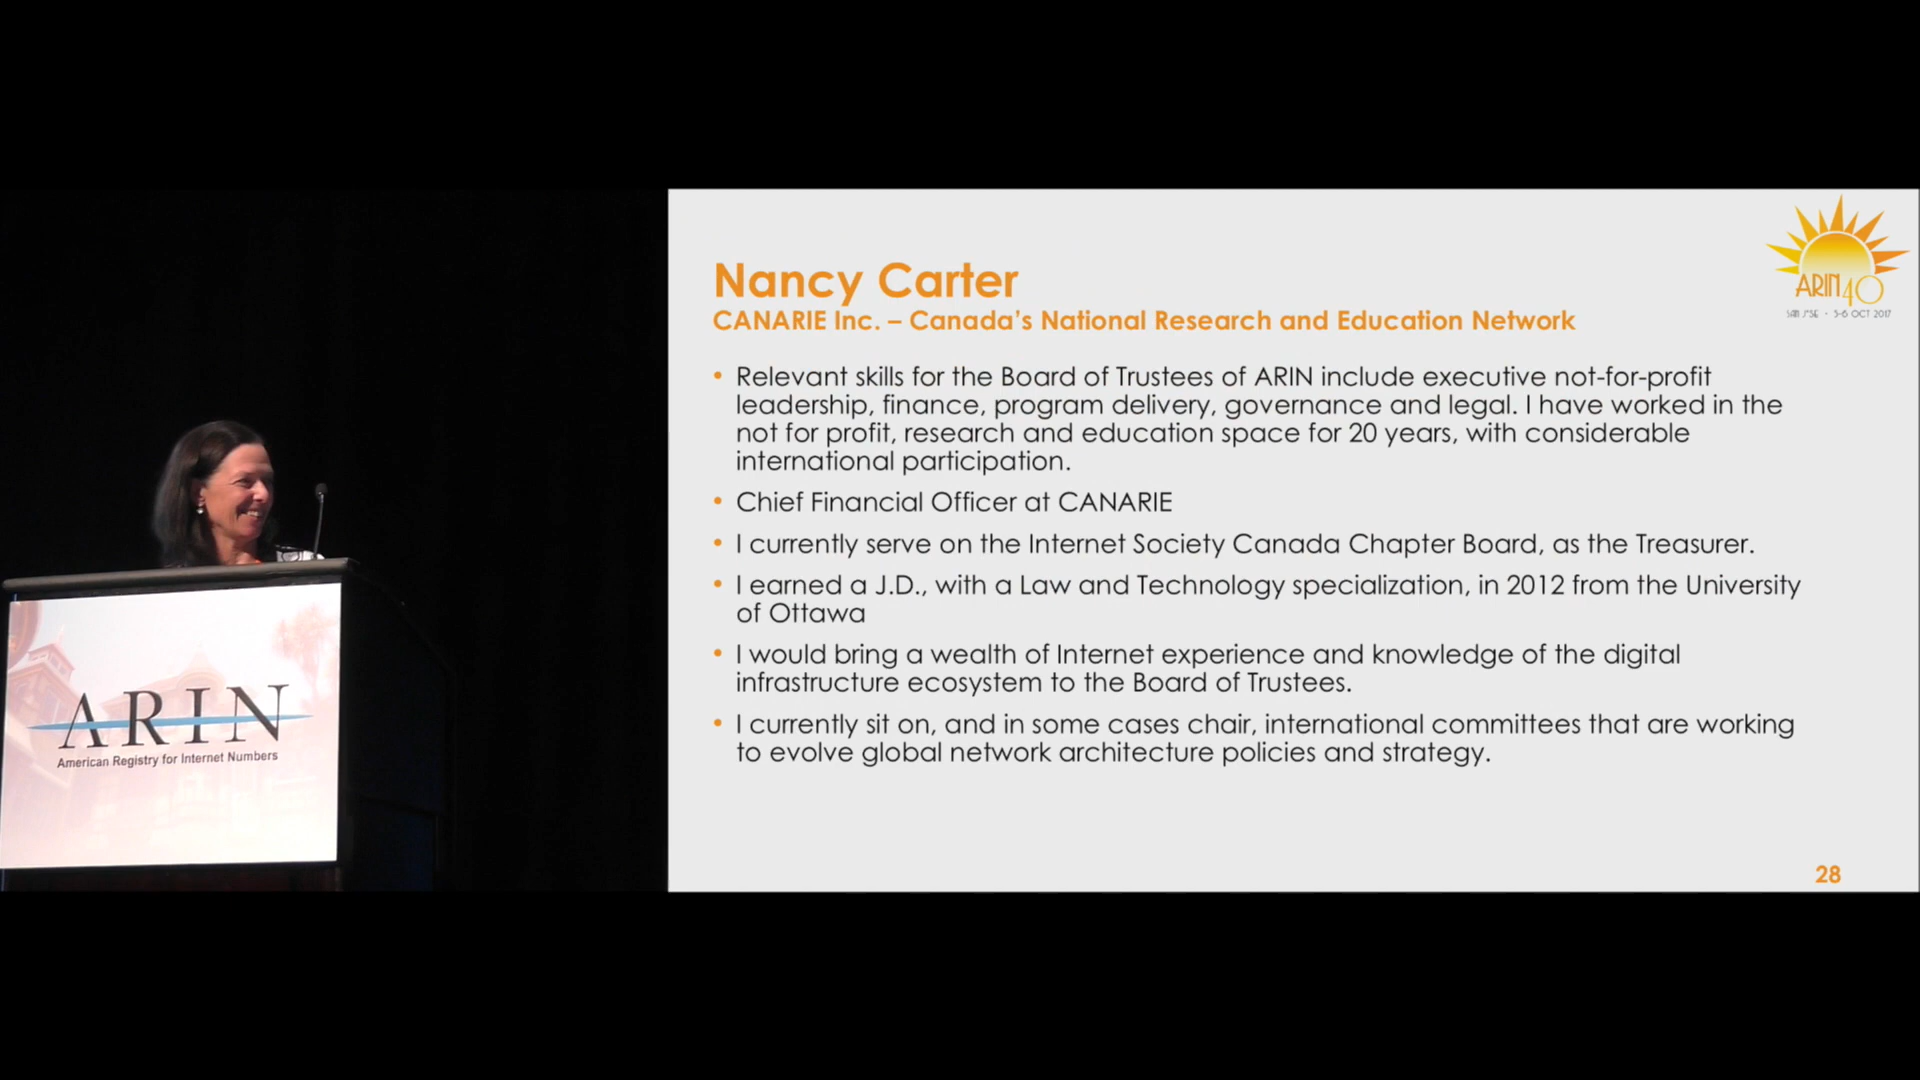 Nancy Carter
CANARIE Inc. – Canada's National Research and Education Network
• Relevant skills for the Board of Trustees of ARIN include executive not-for-profit
leadership, finance, program delivery, governance and legal. I have worked in the
not for profit, research and education space for 20 years, with considerable
international participation.
• Chief Financial Officer at CANARIE
• I currently serve on the Internet Society Canada Chapter Board, as the Treasurer.
• I earned a J.D., with a Law and Technology specialization, in 2012 from the University
of Ottawa
• I would bring a wealth of Internet experience and knowledge of the digital
infrastructure ecosystem to the Board of Trustees.
• I currently sit on, and in some cases chair, international committees that are working
to evolve global network architecture policies and strategy.
28
ARIN 40
SAN JOSE • 5-6 OCT 2017
ARIN
American Registry for Internet Numbers